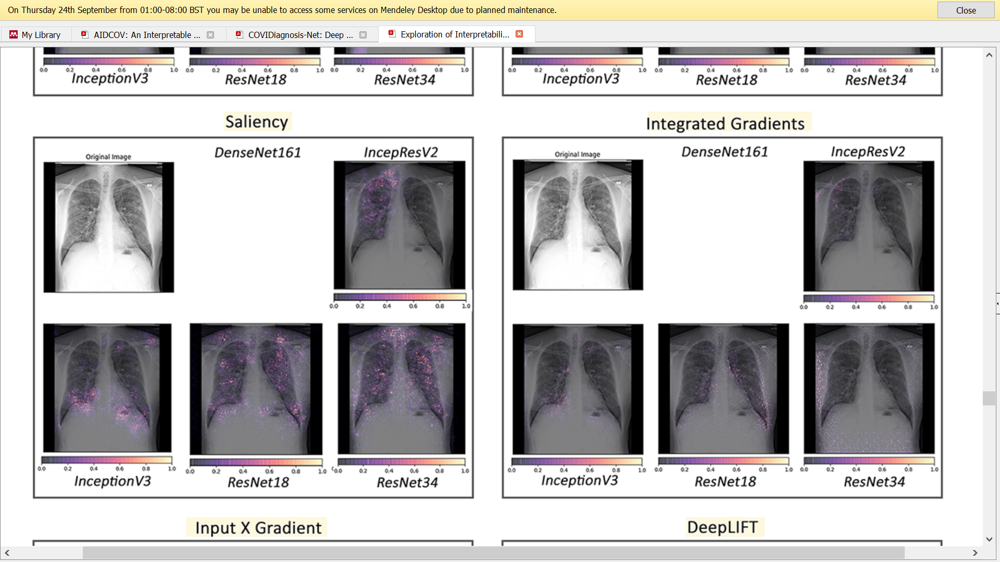 On Thursday 24th September from 01:00-08:00 BST you may be unable to access some services on Mendeley Desktop due to planned maintenance.
Close
My Library
AIDCOV: An Interpretable ...
COVIDiagnosis-Net: Deep ...
Exploration of Interpretabili...
0.0 0.2 0.4 0.6 0.8 1.0
0.0 0.2 0.4 0.6 0.8 1.0
0.0 0.2 0.4 0.6 0.8 1.0
InceptionV3
ResNet18
ResNet34
0.0 0.2 0.4 0.6 0.8 1.0
0.0 0.2 0.4 0.6 0.8 1.0
0.0 0.2 0.4 0.6 0.8 1.0
InceptionV3
ResNet18
ResNet34
Saliency
Original Image
DenseNet161
IncepResV2
0.0 0.2 0.4 0.6 0.8 1.0
0.0 0.2 0.4 0.6 0.8 1.0
0.0 0.2 0.4 0.6 0.8 1.0
0.0 0.2 0.4 0.6 0.8 1.0
InceptionV3
ResNet18
ResNet34
Integrated Gradients
Original Image
DenseNet161
IncepResV2
0.0 0.2 0.4 0.6 0.8 1.0
0.0 0.2 0.4 0.6 0.8 1.0
0.0 0.2 0.4 0.6 0.8 1.0
0.0 0.2 0.4 0.6 0.8 1.0
InceptionV3
ResNet18
ResNet34
Input X Gradient
DeepLIFT